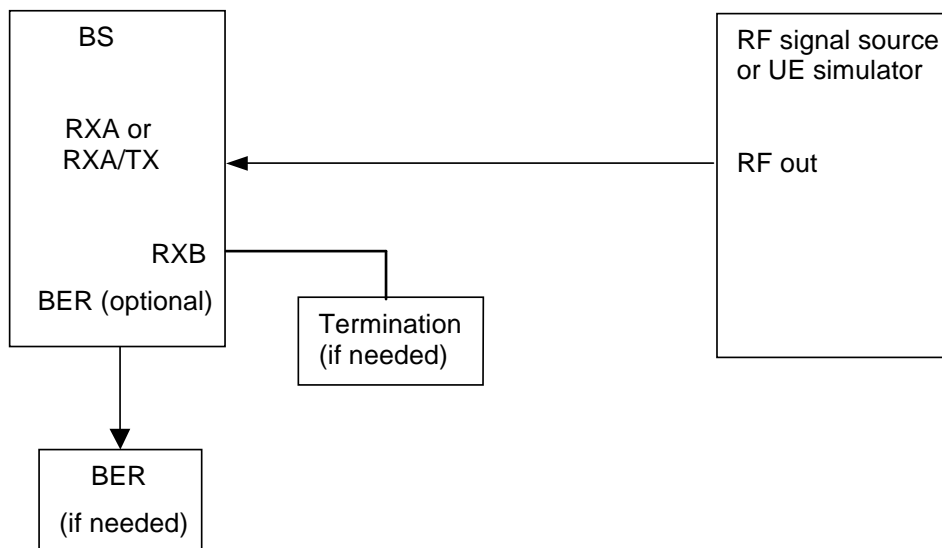 BS
RXA or
RXA/TX
RXB
BER (optional)
RF signal source
or UE simulator
RF out
Termination
(if needed)
BER
(if needed)